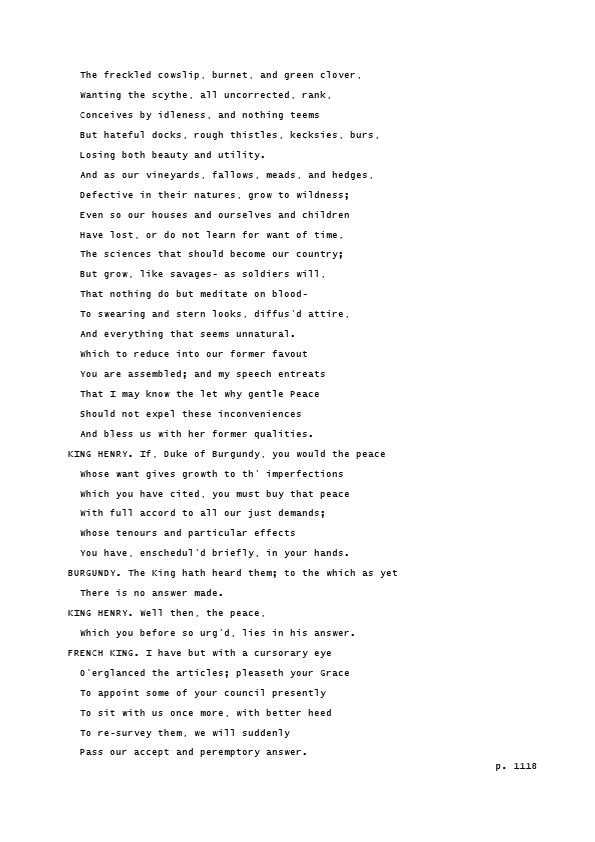 The freckled cowslip, burnet, and green clover,
Wanting the scythe, all uncorrected, rank,
Conceives by idleness, and nothing teems
But hateful docks, rough thistles, kecksies, burs,
Losing both beauty and utility.
And as our vineyards, fallows, meads, and hedges,
Defective in their natures, grow to wildness;
Even so our houses and ourselves and children
Have lost, or do not learn for want of time,
The sciences that should become our country;
But grow, like savages- as soldiers will,
That nothing do but meditate on blood-
To swearing and stern looks, diffus'd attire,
And everything that seems unnatural.
Which to reduce into our former favout
You are assembled; and my speech entreats
That I may know the let why gentle Peace
Should not expel these inconveniences
And bless us with her former qualities.
KING HENRY. If, Duke of Burgundy, you would the peace
Whose want gives growth to th' imperfections
Which you have cited, you must buy that peace
With full accord to all our just demands;
Whose tenours and particular effects
You have, enschedul'd briefly, in your hands.
BURGUNDY. The King hath heard them; to the which as yet
There is no answer made.
KING HENRY. Well then, the peace,
Which you before so urg'd, lies in his answer.
FRENCH KING. I have but with a cursorary eye
O'erglanced the articles; pleaseth your Grace
To appoint some of your council presently
To sit with us once more, with better heed
To re-survey them, we will suddenly
Pass our accept and peremptory answer.
p. 1118